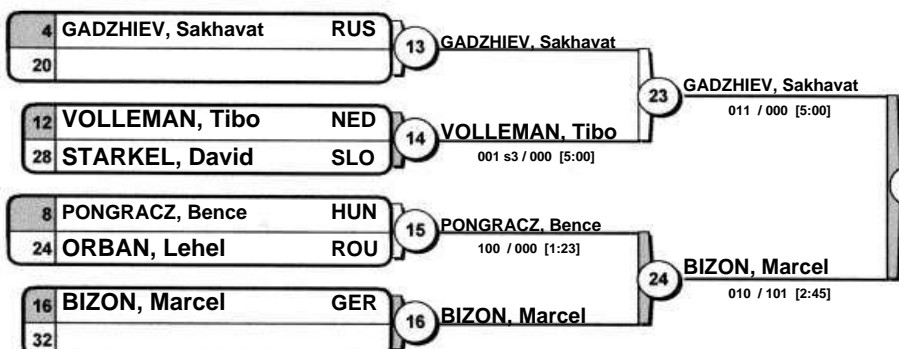 4 GADZHIEV, Sakhavat RUS
20
13 GADZHIEV, Sakhavat
12 VOLLEMAN, Tibo NED
28 STARKEL, David SLO
14 VOLLEMAN, Tibo
001 s3 / 000 [5:00]
23 GADZHIEV, Sakhavat
011 / 000 [5:00]
8 PONGRACZ, Bence HUN
24 ORBAN, Lehel ROU
15 PONGRACZ, Bence
100 / 000 [1:23]
16 BIZON, Marcel GER
32
16 BIZON, Marcel
24 BIZON, Marcel
010 / 101 [2:45]